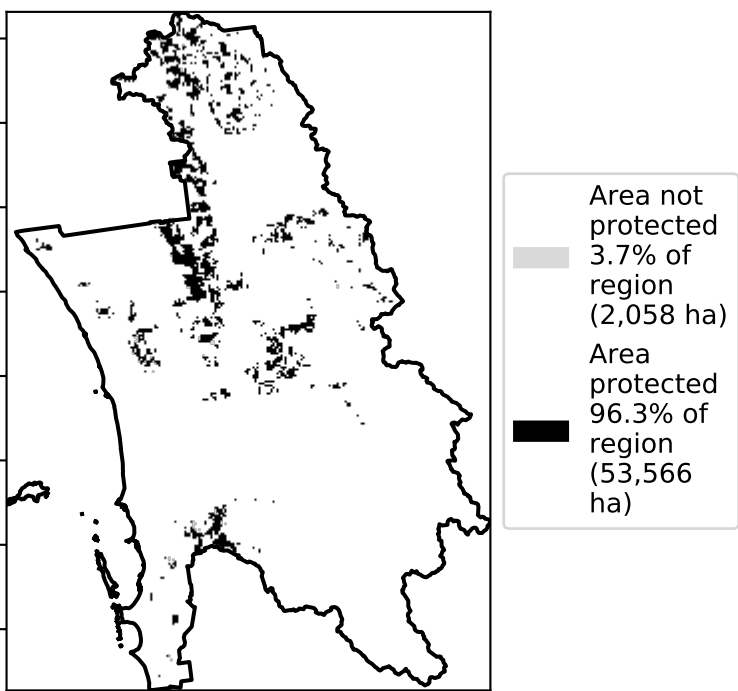 Area not
protected
3.7% of
region
(2,058 ha)
Area
protected
96.3% of
region
(53,566
ha)